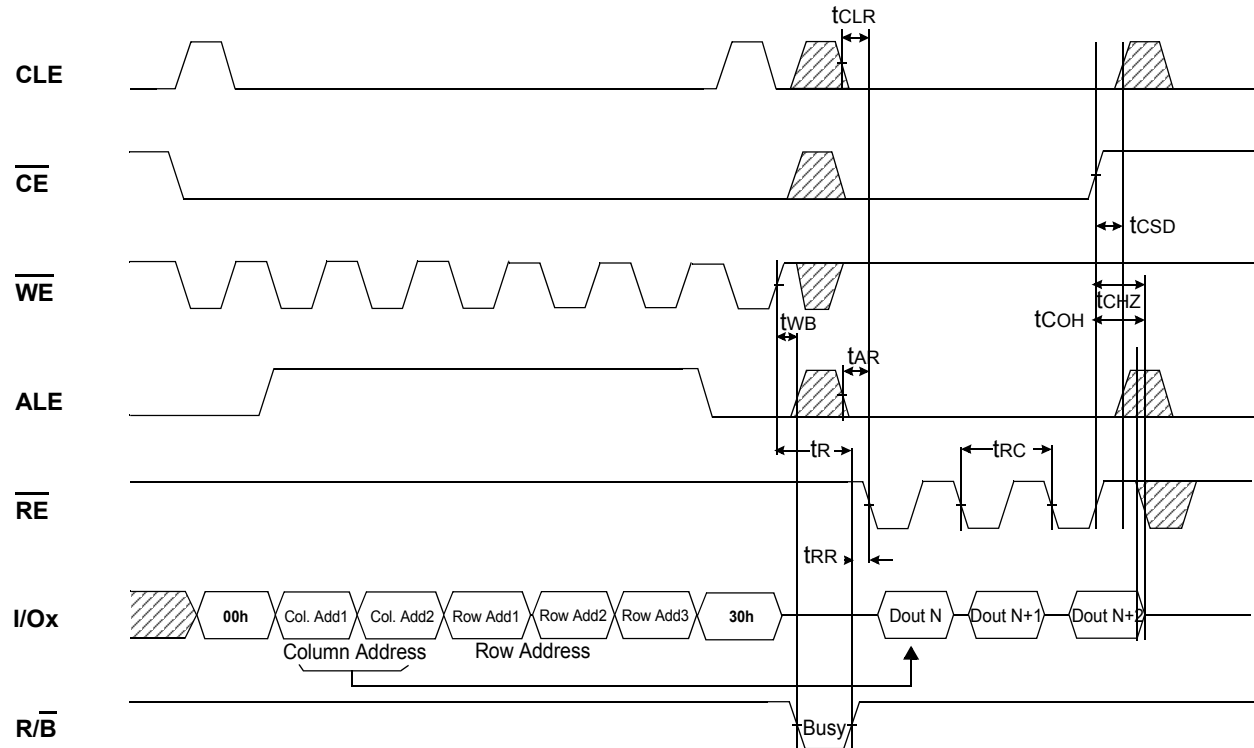 tCLR
CLE
CE
tCSD
WE
tCHZ
tCOH
tWB
tAR
ALE
tR
tRC
RE
tRR
I/Ox
00h
Col. Add1
Col. Add2
Row Add1
Row Add2
Row Add3
30h
Dout N
Dout N+1
Dout N+2
Column Address
Row Address
R/B
Busy